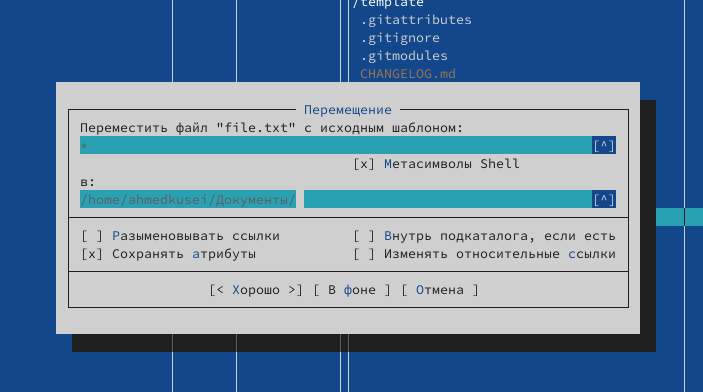 /template
.gitattributes
.gitignore
.gitmodules
CHANGELOG.md
Перемещение
Переместить файл "file.txt" с исходным шаблоном:
* [^]
[x] Метасимволы Shell
в:
/home/ahmedkusei/Документы/ [^]
[ ] Разыменовывать ссылки [ ] Внутрь подкаталога, если есть
[x] Сохранять атрибуты [ ] Изменять относительные ссылки
[< Хорошо >] [ В фоне ] [ Отмена ]